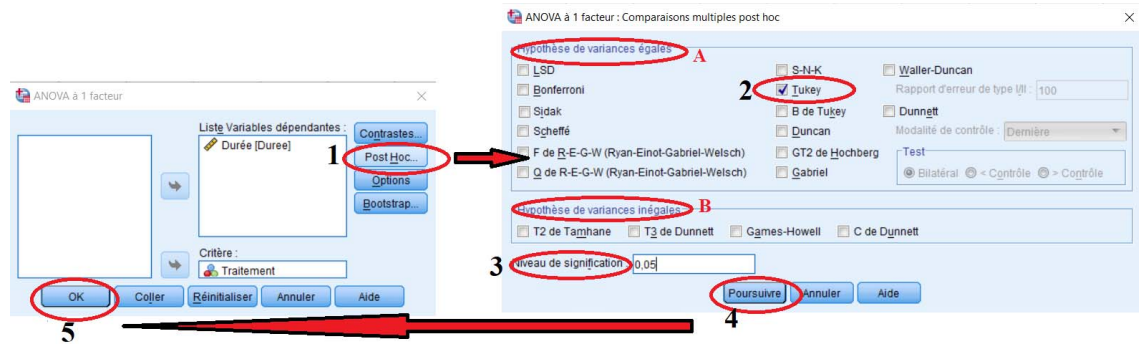 ANOVA à 1 facteur
Liste Variables dépendantes :
Durée [Duree]
Contrastes...
1
Post Hoc...
Options
Bootstrap...
Critère :
Traitement
OK
Coller
Réinitialiser
Annuler
Aide
5
ANOVA à 1 facteur : Comparaisons multiples post hoc
Hypothèse de variances égales
A
LSD
S-N-K
Waller-Duncan
Bonferroni
2
Tukey
Rapport d'erreur de type I/II :
100
Sidak
B de Tukey
Dunnett
Scheffé
Duncan
Modalité de contrôle :
Dernière
F de R-E-G-W (Ryan-Einot-Gabriel-Welsch)
GT2 de Hochberg
Test
Q de R-E-G-W (Ryan-Einot-Gabriel-Welsch)
Gabriel
Bilatéral
< Contrôle
> Contrôle
Hypothèse de variances inégales
B
T2 de Tamhane
T3 de Dunnett
Games-Howell
C de Dunnett
3
Niveau de signification :
0,05
Poursuivre
Annuler
Aide
4